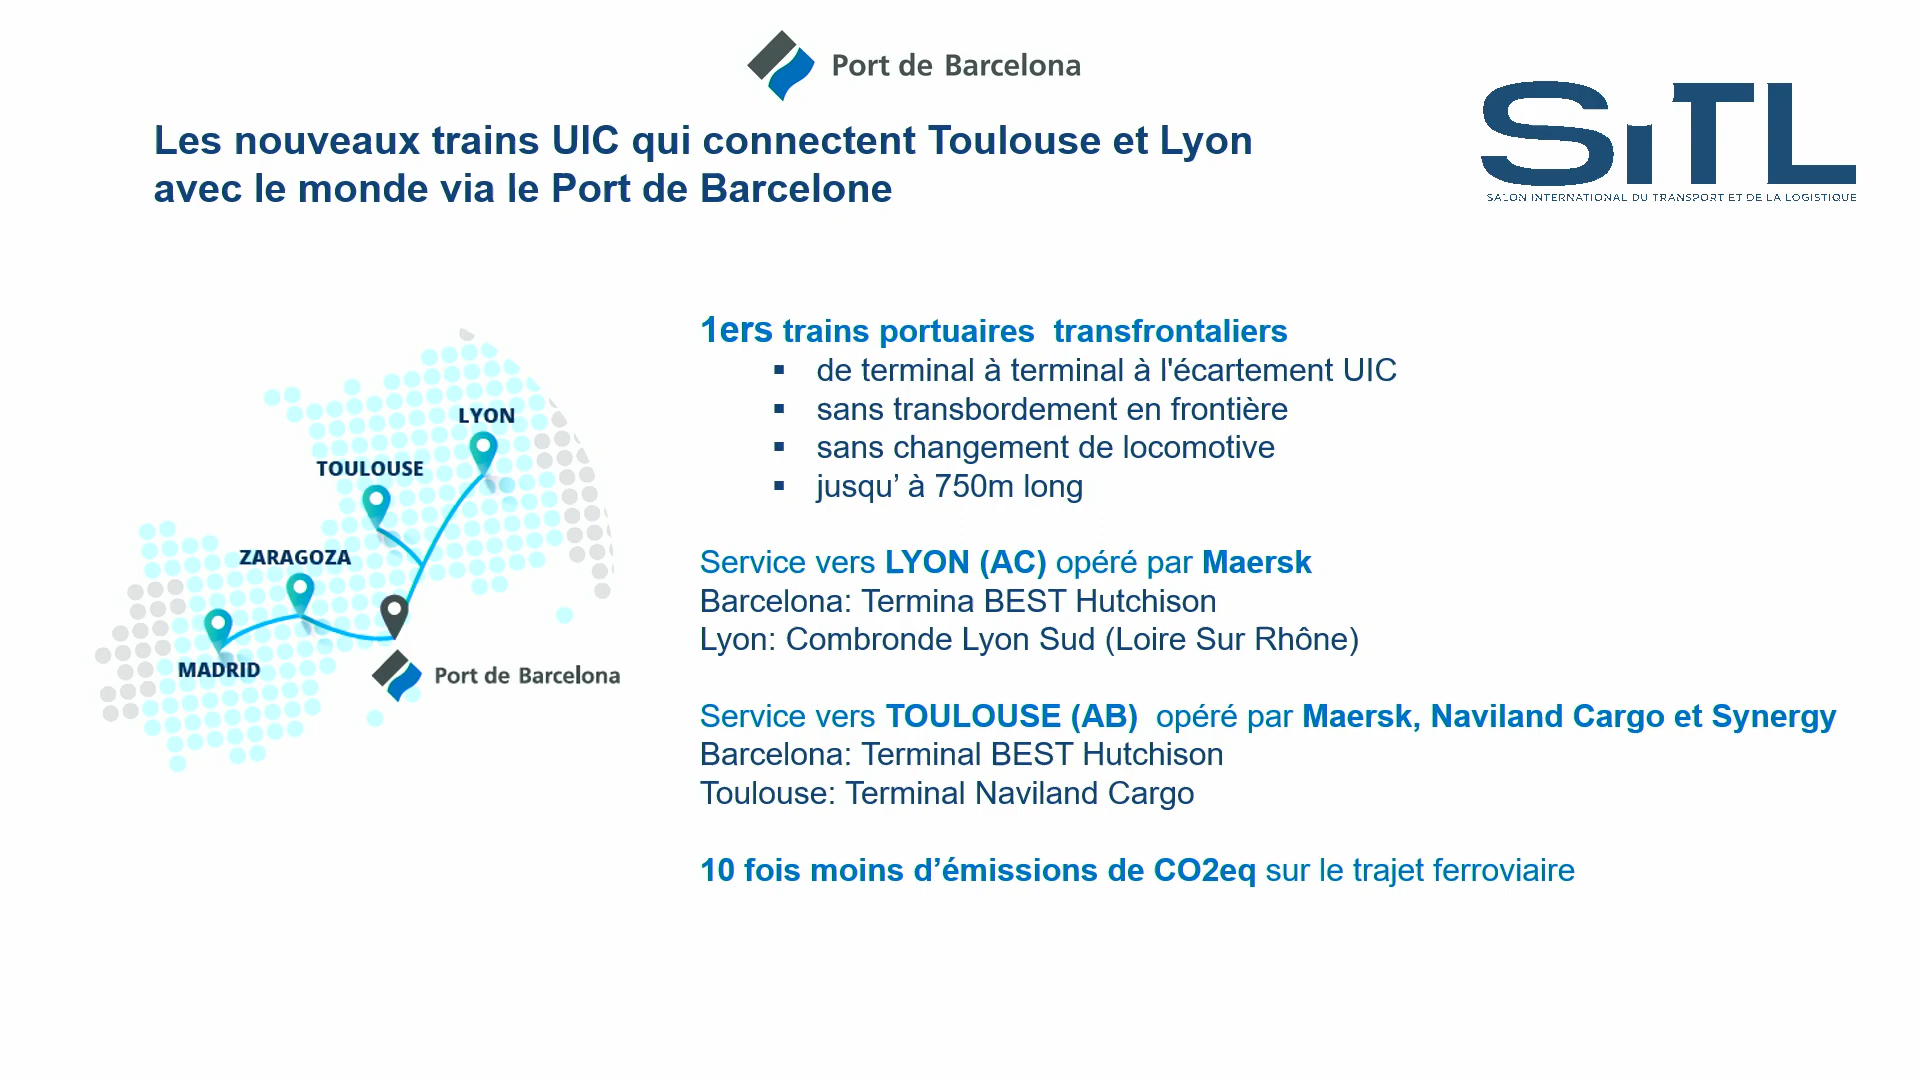 Port de Barcelona
SiTL
SALON INTERNATIONAL DU TRANSPORT ET DE LA LOGISTIQUE
Les nouveaux trains UIC qui connectent Toulouse et Lyon
avec le monde via le Port de Barcelone
LYON
TOULOUSE
ZARAGOZA
MADRID
Port de Barcelona
1ers trains portuaires  transfrontaliers
▪ de terminal à terminal à l'écartement UIC
▪ sans transbordement en frontière
▪ sans changement de locomotive
▪ jusqu’ à 750m long
Service vers LYON (AC) opéré par Maersk
Barcelona: Termina BEST Hutchison
Lyon: Combronde Lyon Sud (Loire Sur Rhône)
Service vers TOULOUSE (AB)  opéré par Maersk, Naviland Cargo et Synergy
Barcelona: Terminal BEST Hutchison
Toulouse: Terminal Naviland Cargo
10 fois moins d’émissions de CO2eq sur le trajet ferroviaire